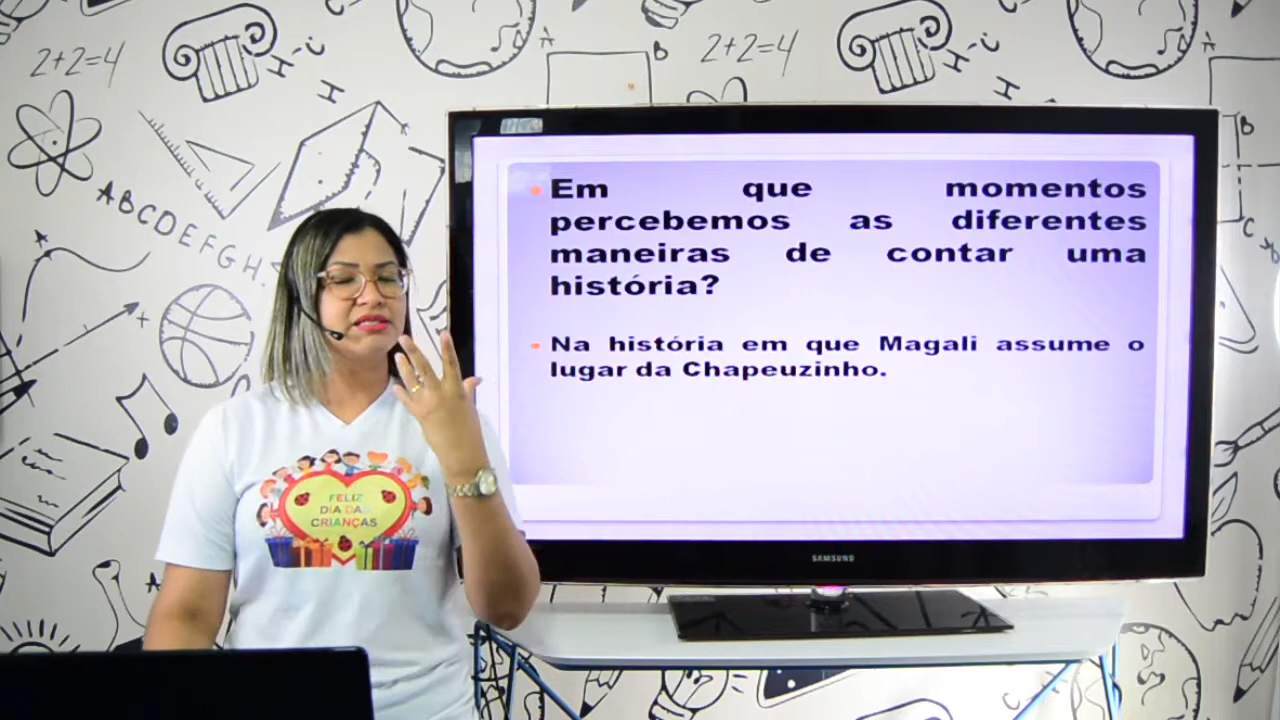 2+2=4
2+2=4
A
B
A
H
H
ABCDEFGH
B
C
Em que momentos
percebemos as diferentes
maneiras de contar uma
história?
Na história em que Magali assume o
lugar da Chapeuzinho.
FELIZ
DIA DAS
CRIANÇAS
SAMSUNG